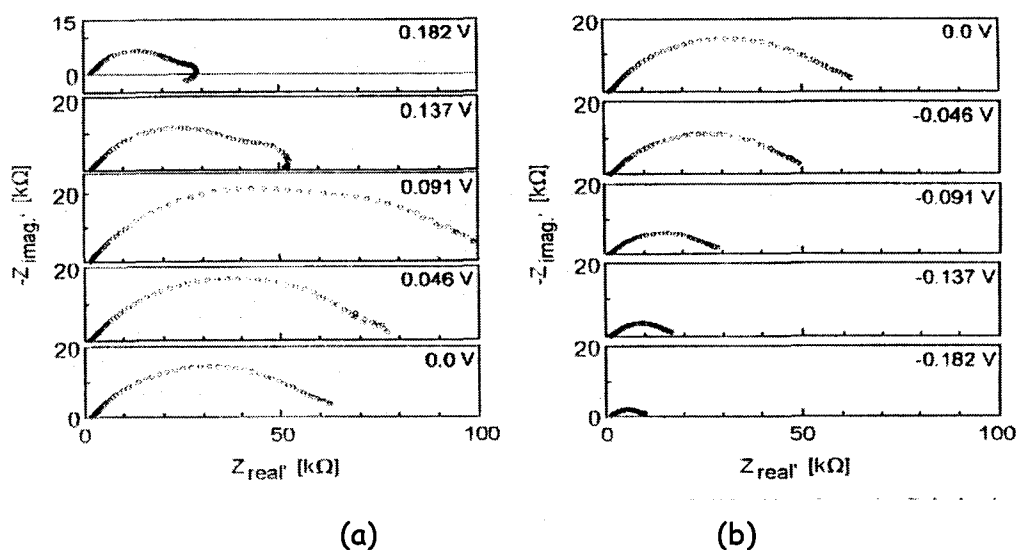 15
0
0.182 V
20
0.137 V
20
0.091 V
20
0.046 V
20
0
0.0 V
0
50
100
-Z imag.' [kΩ]
Z real' [kΩ]
(a)
20
0.0 V
20
-0.046 V
20
-0.091 V
20
-0.137 V
20
0
-0.182 V
0
50
100
-Z imag.' [kΩ]
Z real' [kΩ]
(b)